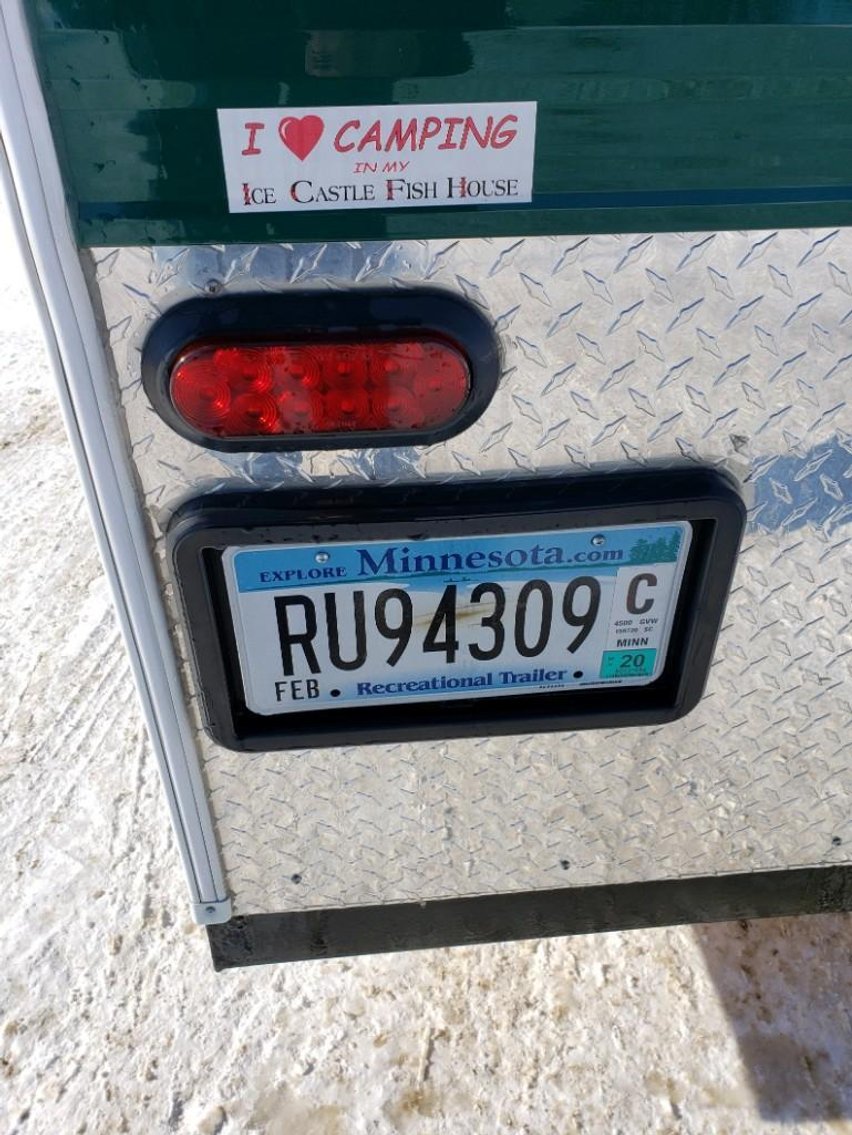 I ❤ CAMPING
IN MY
ICE CASTLE FISH HOUSE
EXPLORE Minnesota.com
RU94309
C
4500 GVW
MINN
20
FEB • Recreational Trailer •